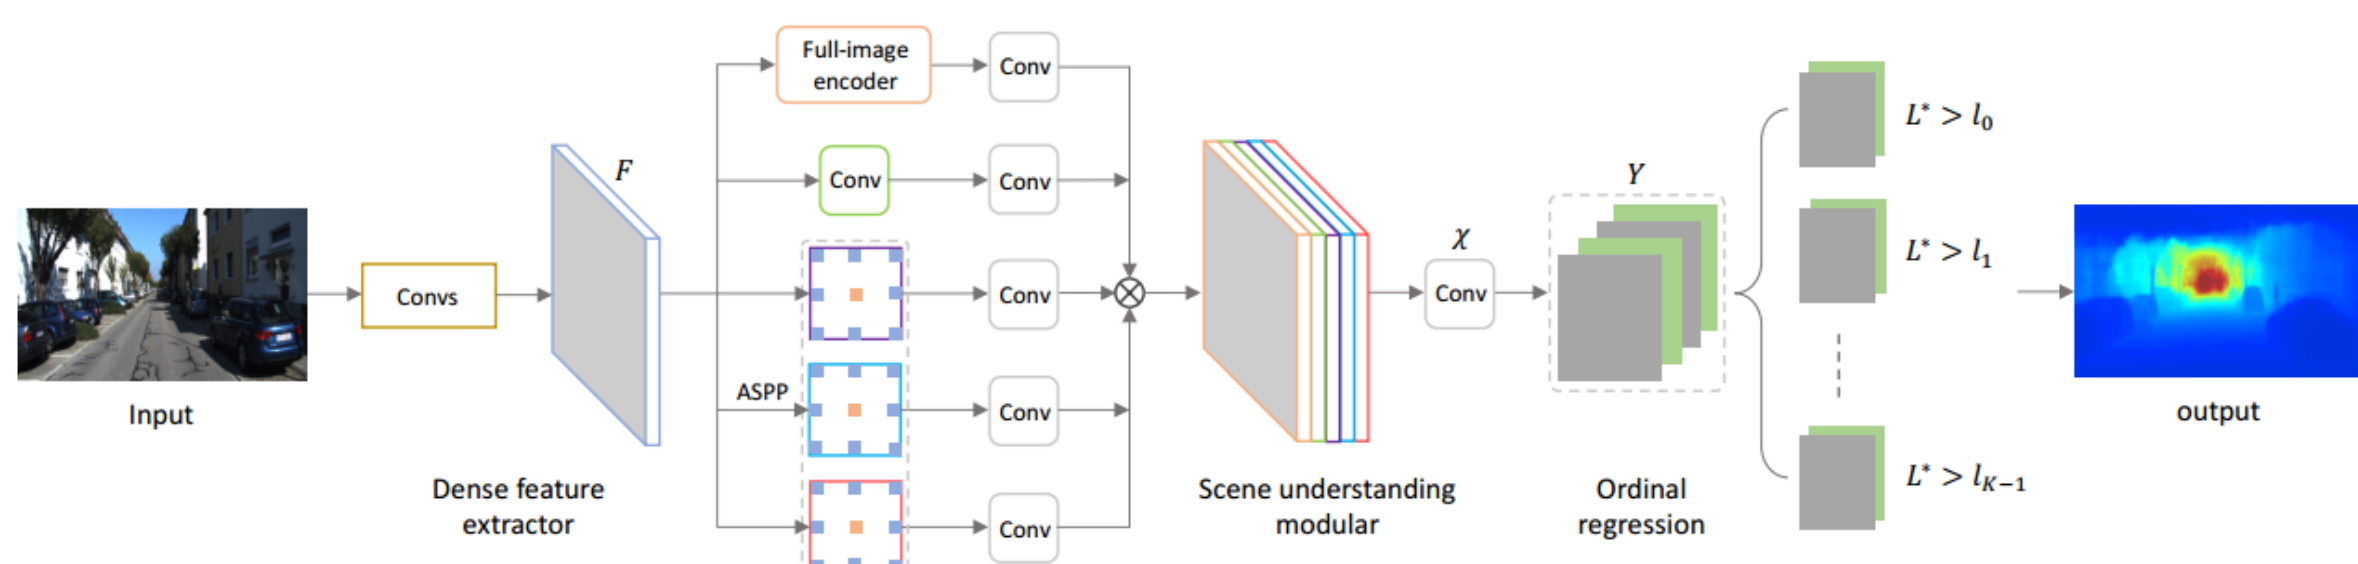 Input
Convs
Dense feature
extractor
F
Full-image
encoder
Conv
Conv
Conv
Conv
ASPP
Conv
Conv
Scene understanding
modular
χ
Conv
Y
Ordinal
regression
L* > l₀
L* > l₁
L* > l_{K−1}
output